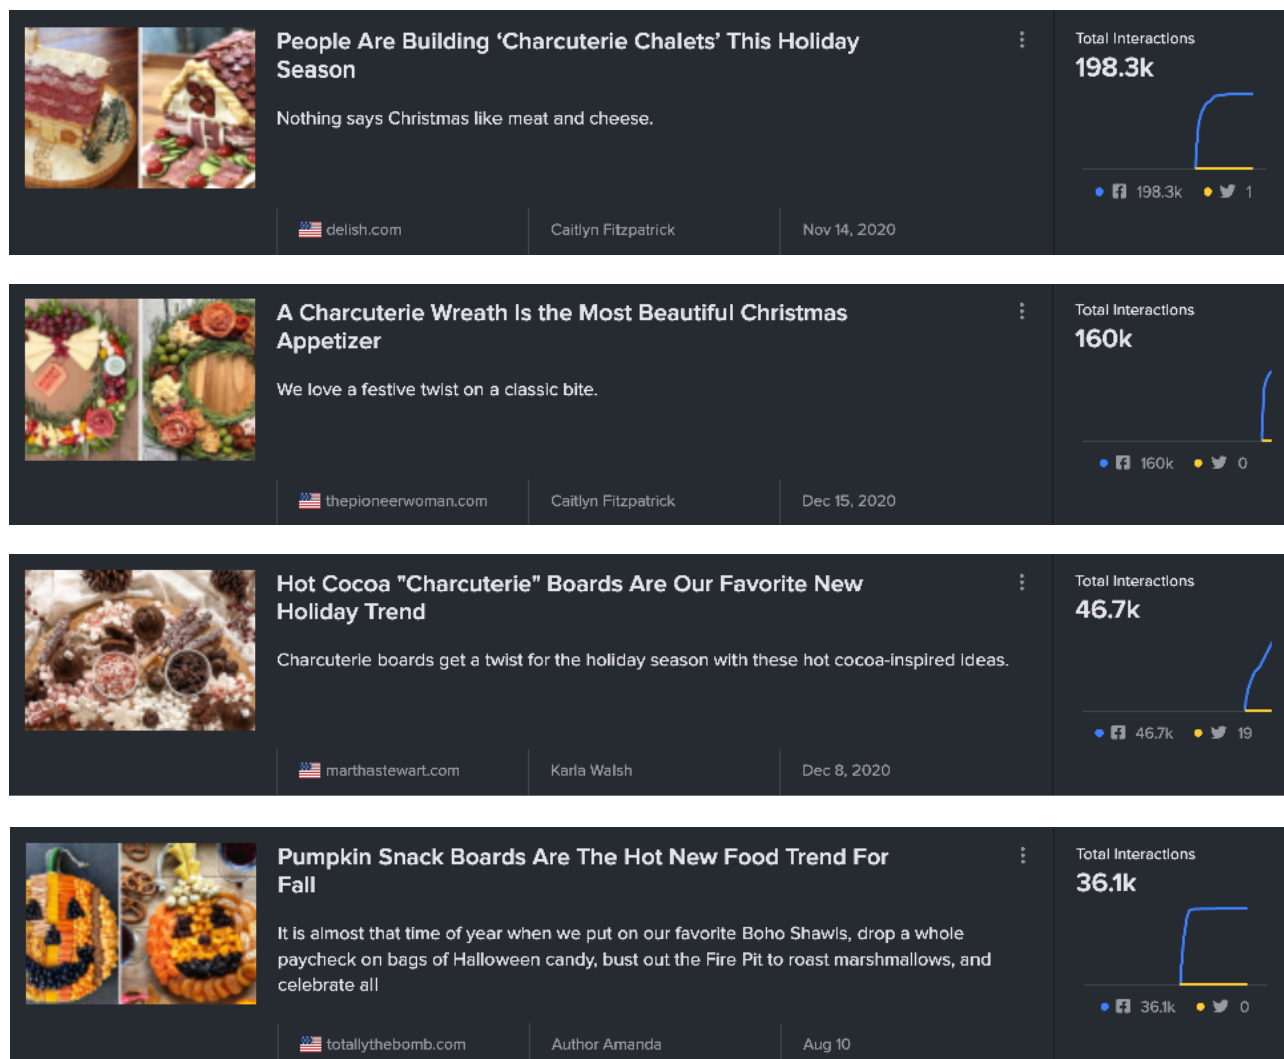 People Are Building ‘Charcuterie Chalets’ This Holiday
Season
Nothing says Christmas like meat and cheese.
delish.com
Caitlyn Fitzpatrick
Nov 14, 2020
Total Interactions
198.3k
198.3k 1
A Charcuterie Wreath Is the Most Beautiful Christmas
Appetizer
We love a festive twist on a classic bite.
thepioneerwoman.com
Caitlyn Fitzpatrick
Dec 15, 2020
Total Interactions
160k
160k 0
Hot Cocoa "Charcuterie" Boards Are Our Favorite New
Holiday Trend
Charcuterie boards get a twist for the holiday season with these hot cocoa-inspired ideas.
marthastewart.com
Karla Walsh
Dec 8, 2020
Total Interactions
46.7k
46.7k 19
Pumpkin Snack Boards Are The Hot New Food Trend For
Fall
It is almost that time of year when we put on our favorite Boho Shawls, drop a whole
paycheck on bags of Halloween candy, bust out the Fire Pit to roast marshmallows, and
celebrate all
totallythebomb.com
Author Amanda
Aug 10
Total Interactions
36.1k
36.1k 0